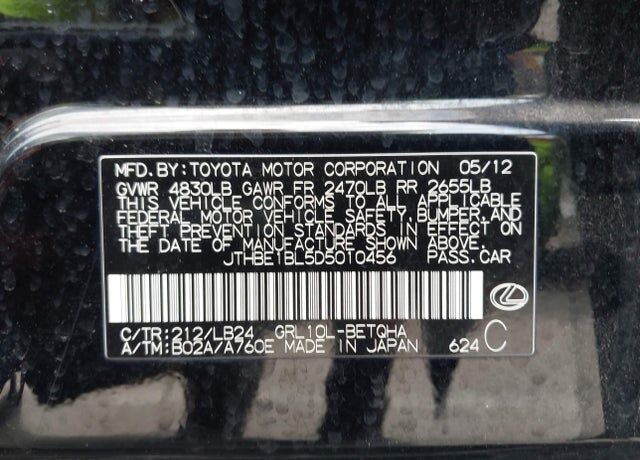 MFD.BY:TOYOTA MOTOR CORPORATION 05/12
GVWR 4830LB GAWR FR 2470LB RR 2655LB
THIS VEHICLE CONFORMS TO ALL APPLICABLE
FEDERAL MOTOR VEHICLE SAFETY,BUMPER,AND
THEFT PREVENTION STANDARDS IN EFFECT ON
THE DATE OF MANUFACTURE SHOWN ABOVE.
JTHBE1BL5D5010456 PASS.CAR
C/TR:212/LB24 GRL10L-BETQHA C
A/TM:B02A/A760E MADE IN JAPAN 624